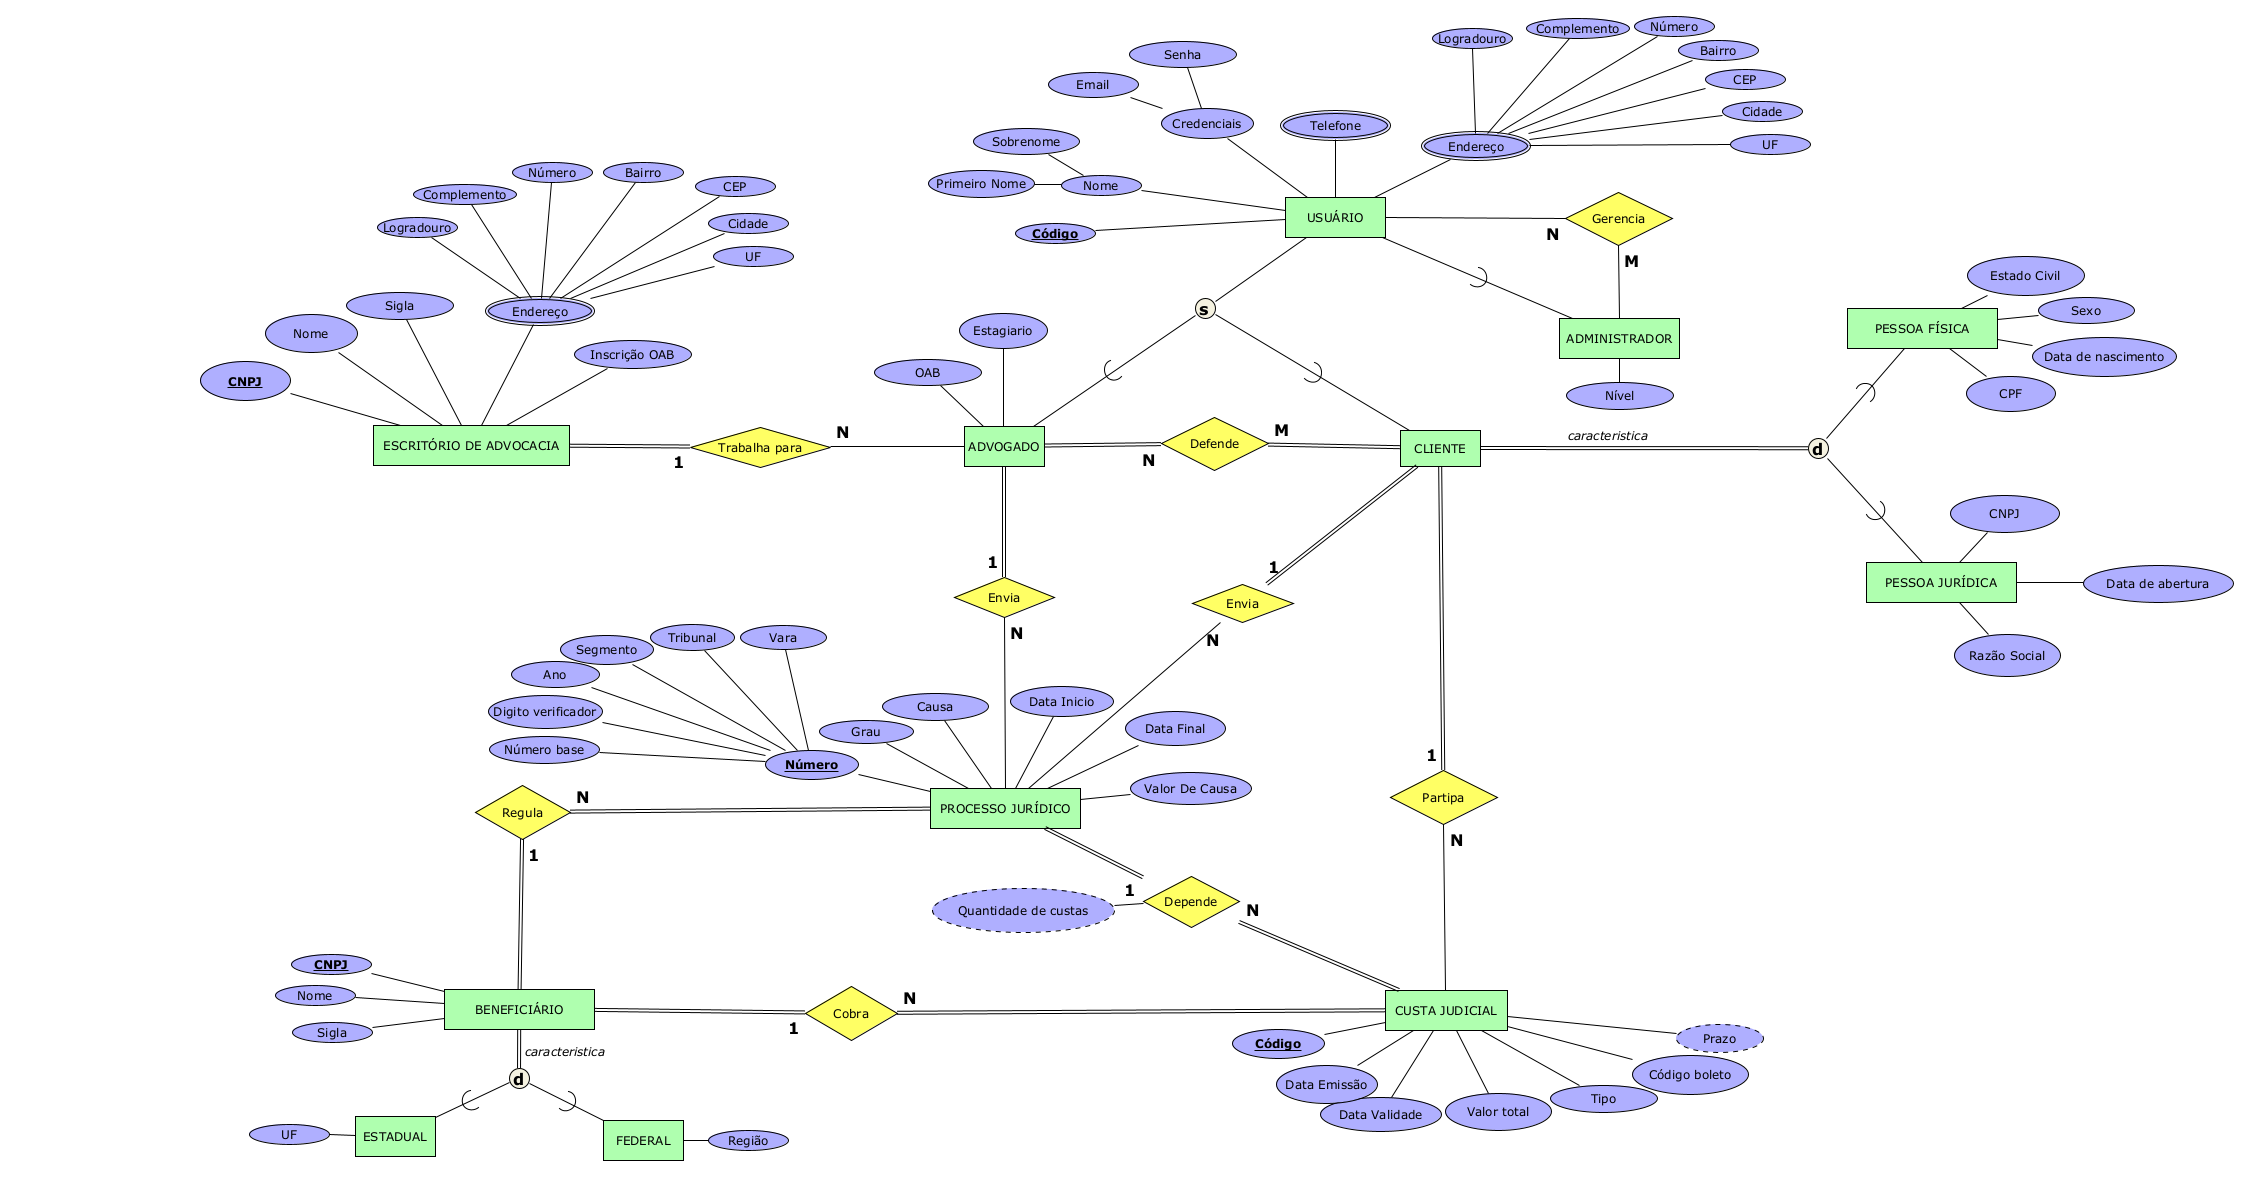 Número
Complemento
Logradouro
Bairro
Senha
CEP
Email
Cidade
Credenciais
Telefone
UF
Sobrenome
Endereço
Primeiro Nome
Nome
Código
USUÁRIO
N
Gerencia
M
Número
Bairro
CEP
Complemento
Cidade
Logradouro
UF
Endereço
Sigla
Nome
Inscrição OAB
CNPJ
ESCRITÓRIO DE ADVOCACIA
1
Trabalha para
N
s
Estagiario
OAB
ADVOGADO
N
Defende
M
CLIENTE
ADMINISTRADOR
Nível
caracteristica
d
Estado Civil
PESSOA FÍSICA
Sexo
Data de nascimento
CPF
CNPJ
PESSOA JURÍDICA
Data de abertura
Razão Social
1
Envia
N
1
Envia
N
Vara
Tribunal
Segmento
Ano
Digito verificador
Número base
Número
Grau
Causa
Data Inicio
Data Final
Valor De Causa
PROCESSO JURÍDICO
1
Partipa
N
N
Regula
1
1
Depende
N
Quantidade de custas
CNPJ
Nome
Sigla
BENEFICIÁRIO
1
Cobra
N
CUSTA JUDICIAL
caracteristica
d
UF
ESTADUAL
FEDERAL
Região
Código
Data Emissão
Data Validade
Valor total
Tipo
Código boleto
Prazo